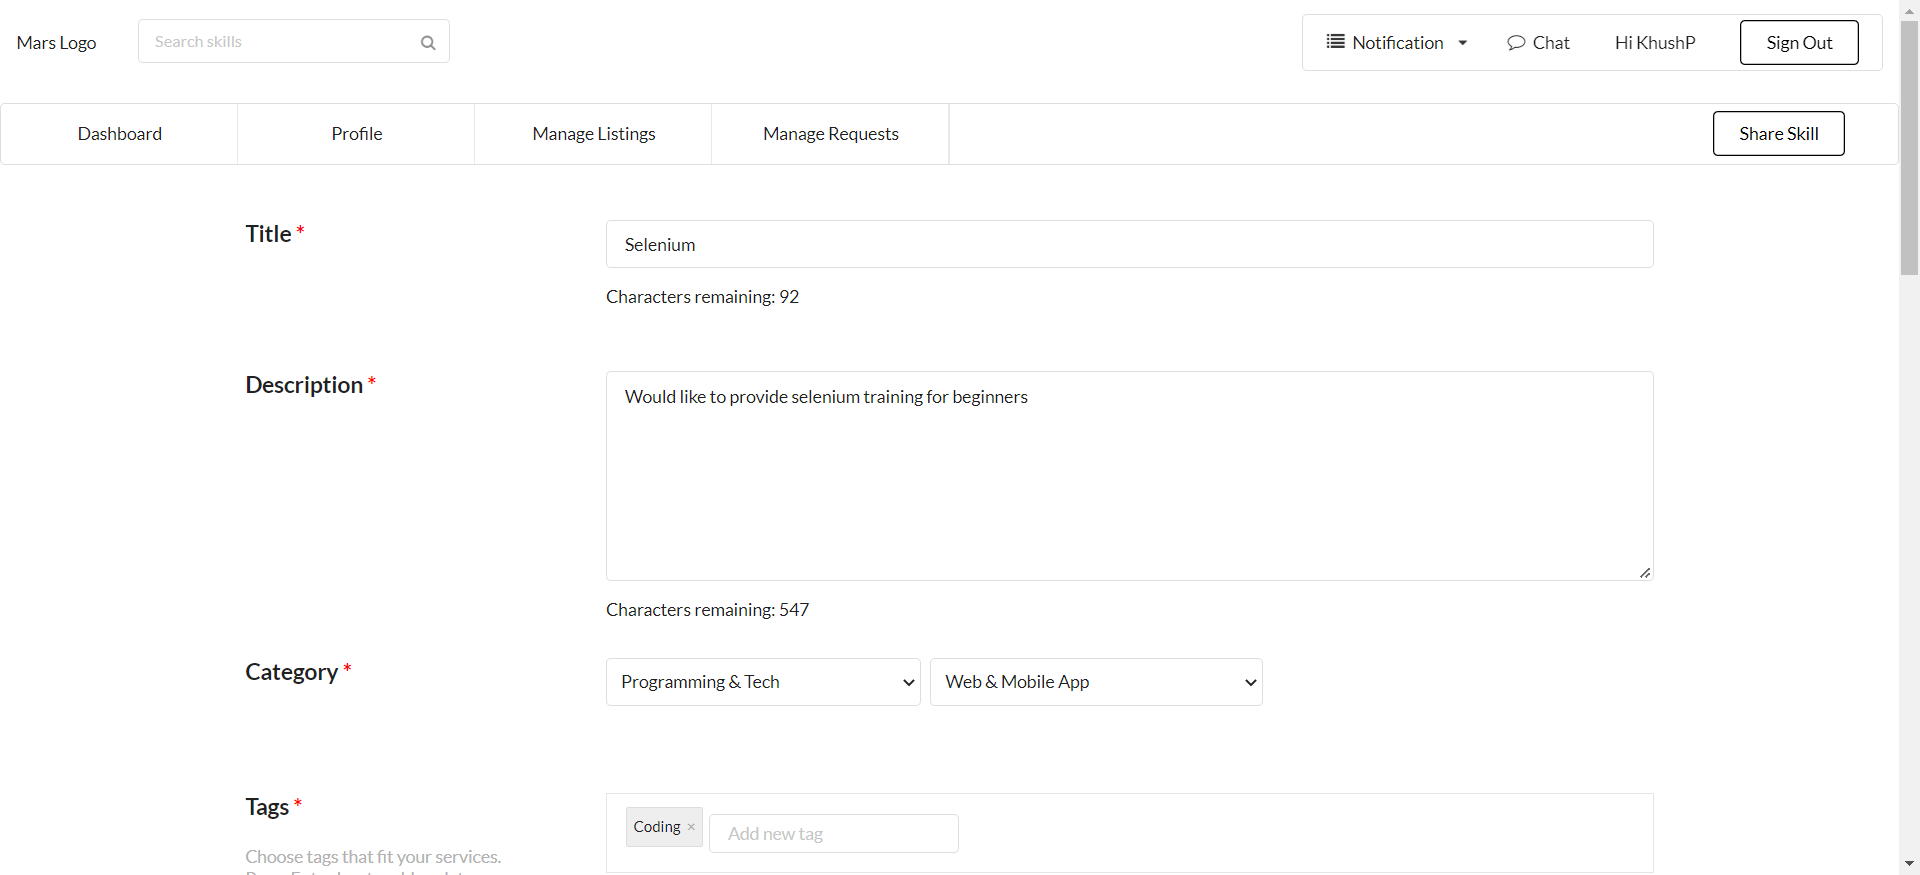 Mars Logo
Search skills
Notification
Chat
Hi KhushP
Sign Out
Dashboard
Profile
Manage Listings
Manage Requests
Share Skill
Title *
Selenium
Characters remaining: 92
Description *
Would like to provide selenium training for beginners
Characters remaining: 547
Category *
Programming & Tech
Web & Mobile App
Tags *
Coding ×
Add new tag
Choose tags that fit your services.